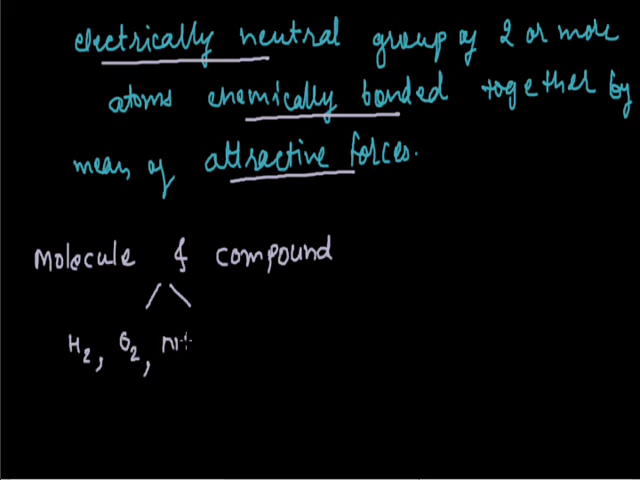 electrically neutral group of 2 or more
atoms chemically bonded together by
mean of attractive forces.
Molecule & compound
H2, O2,